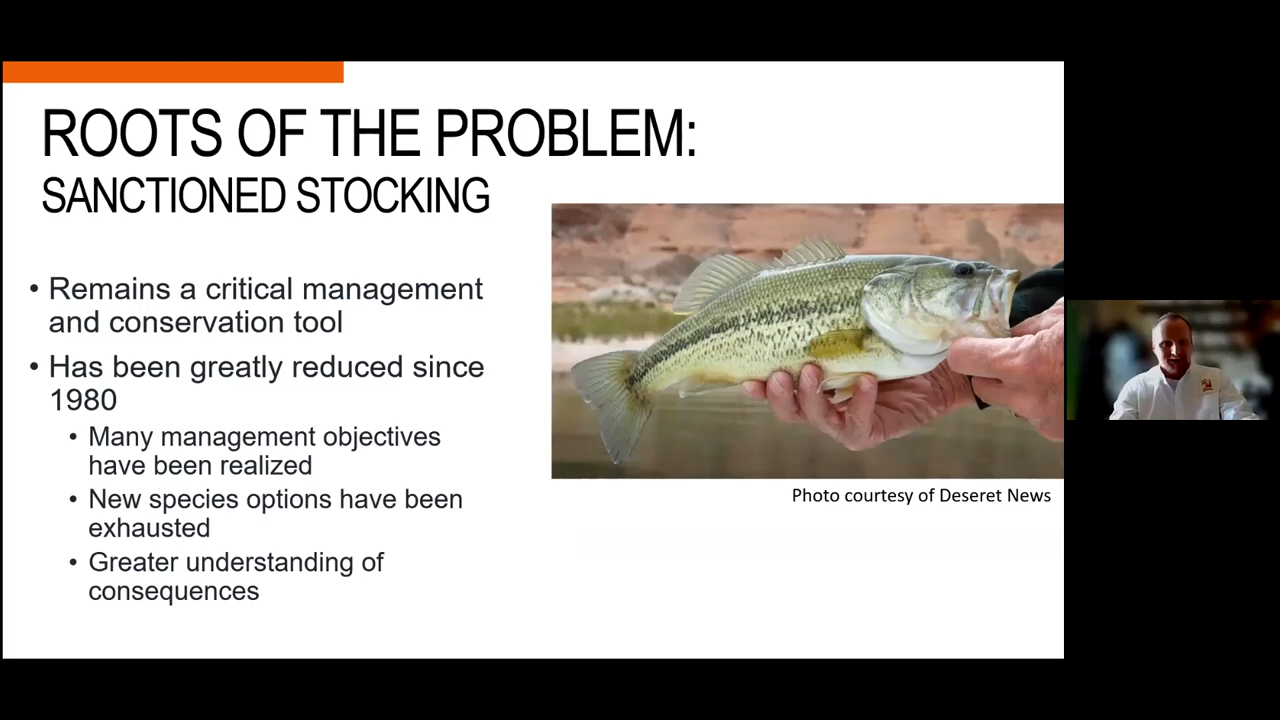 ROOTS OF THE PROBLEM:
SANCTIONED STOCKING
• Remains a critical management
and conservation tool
• Has been greatly reduced since
1980
• Many management objectives
have been realized
• New species options have been
exhausted
• Greater understanding of
consequences
Photo courtesy of Deseret News